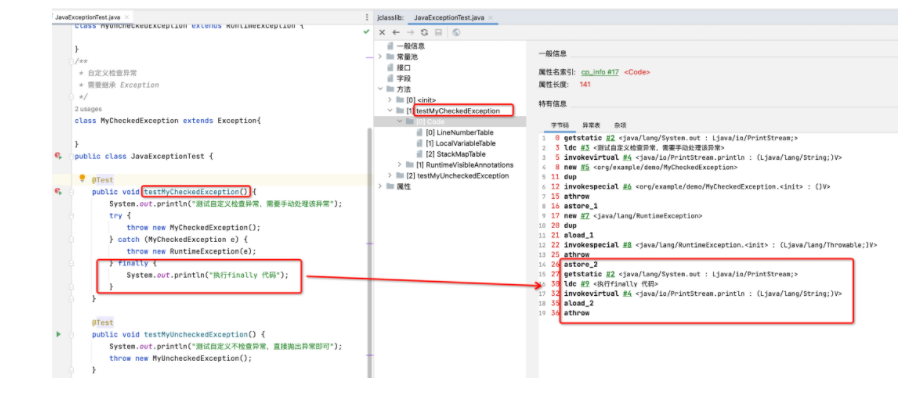 JavaExceptionTest.java
class MyUncheckedException extends RuntimeException {
}
/**
* 自定义检查异常
* 需要继承 Exception
*/
2 usages
class MyCheckedException extends Exception{
}
public class JavaExceptionTest {
@Test
public void testMyCheckedException() {
System.out.println("测试自定义检查异常, 需要手动处理该异常");
try {
throw new MyCheckedException();
} catch (MyCheckedException e) {
throw new RuntimeException(e);
} finally {
System.out.println("执行finally 代码");
}
}
@Test
public void testMyUncheckedException() {
System.out.println("测试自定义不检查异常, 直接抛出异常即可");
throw new MyUncheckedException();
}
jclasslib: JavaExceptionTest.java
一般信息
常量池
接口
字段
方法
[0] <init>
[1] testMyCheckedException
[0] Code
[0] LineNumberTable
[1] LocalVariableTable
[2] StackMapTable
[1] RuntimeVisibleAnnotations
[2] testMyUncheckedException
属性
一般信息
属性名索引: cp_info #17 <Code>
属性长度: 141
特有信息
字节码 异常表 杂项
1 0 getstatic #2 <java/lang/System.out : Ljava/io/PrintStream;>
2 3 ldc #3 <测试自定义检查异常, 需要手动处理该异常>
3 5 invokevirtual #4 <java/io/PrintStream.println : (Ljava/lang/String;)V>
4 8 new #5 <org/example/demo/MyCheckedException>
5 11 dup
6 12 invokespecial #6 <org/example/demo/MyCheckedException.<init> : ()V>
7 15 athrow
8 16 astore_1
9 17 new #7 <java/lang/RuntimeException>
10 20 dup
11 21 aload_1
12 22 invokespecial #8 <java/lang/RuntimeException.<init> : (Ljava/lang/Throwable;)V>
13 25 athrow
14 26 astore_2
15 27 getstatic #2 <java/lang/System.out : Ljava/io/PrintStream;>
16 30 ldc #9 <执行finally 代码>
17 32 invokevirtual #4 <java/io/PrintStream.println : (Ljava/lang/String;)V>
18 35 aload_2
19 36 athrow